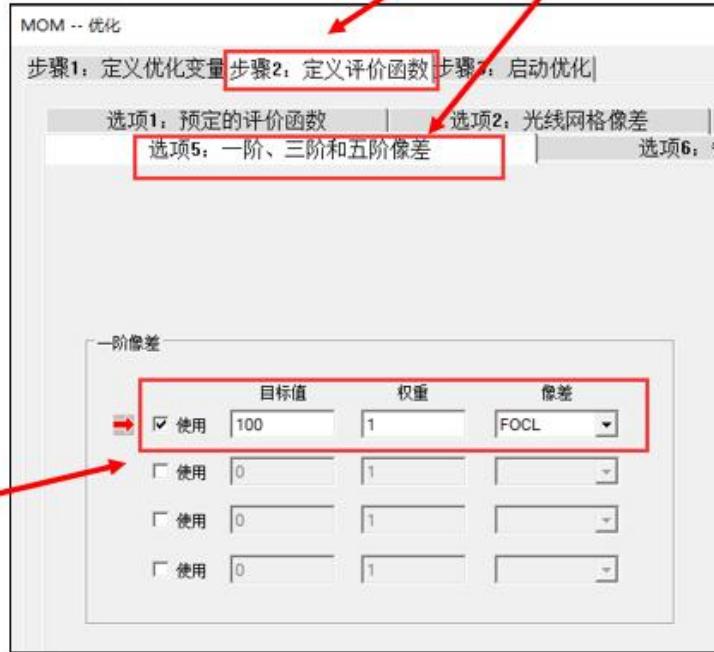 MOM -- 优化
步骤1：定义优化变量 步骤2：定义评价函数 步骤3：启动优化
选项1：预定的评价函数 选项2：光线网格像差
选项5：一阶、三阶和五阶像差 选项6：
一阶像差
目标值 权重 像差
使用 100 1 FOCL
使用 0 1
使用 0 1
使用 0 1